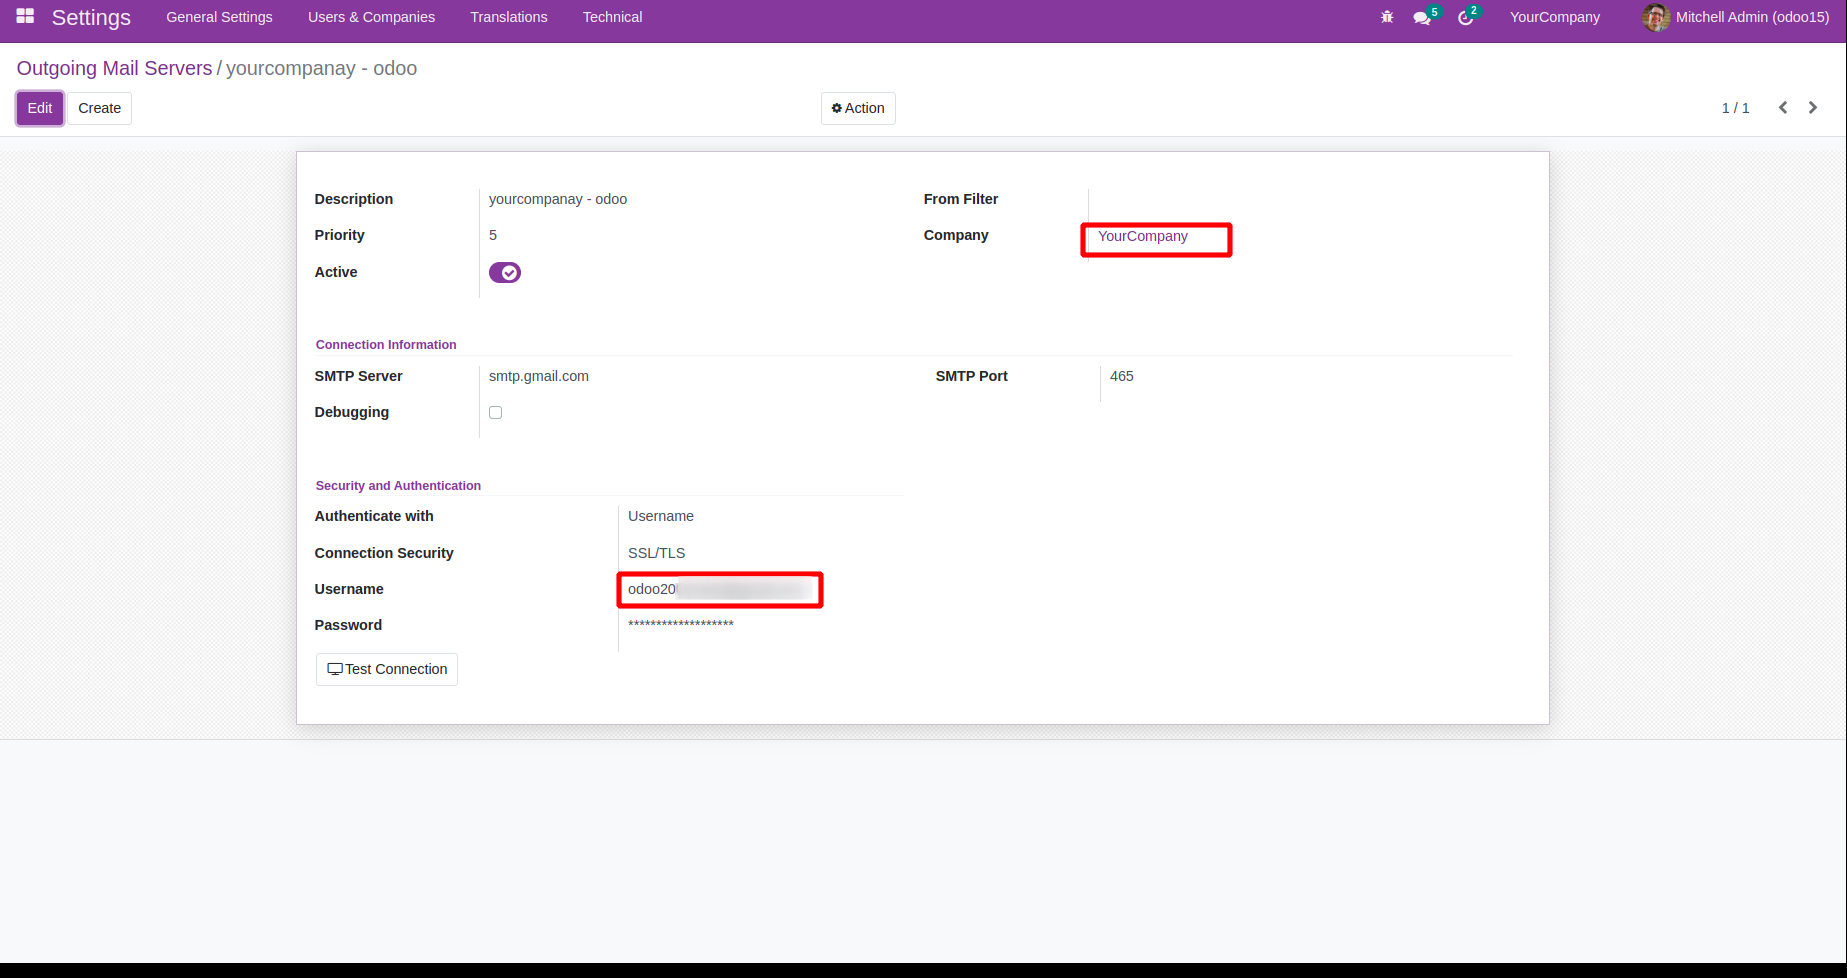 Settings General Settings Users & Companies Translations Technical 5 2 YourCompany Mitchell Admin (odoo15)
Outgoing Mail Servers / yourcompanay - odoo
Edit Create Action 1 / 1
Description yourcompanay - odoo From Filter
Priority 5 Company YourCompany
Active
Connection Information
SMTP Server smtp.gmail.com SMTP Port 465
Debugging
Security and Authentication
Authenticate with Username
Connection Security SSL/TLS
Username odoo20
Password *******************
Test Connection